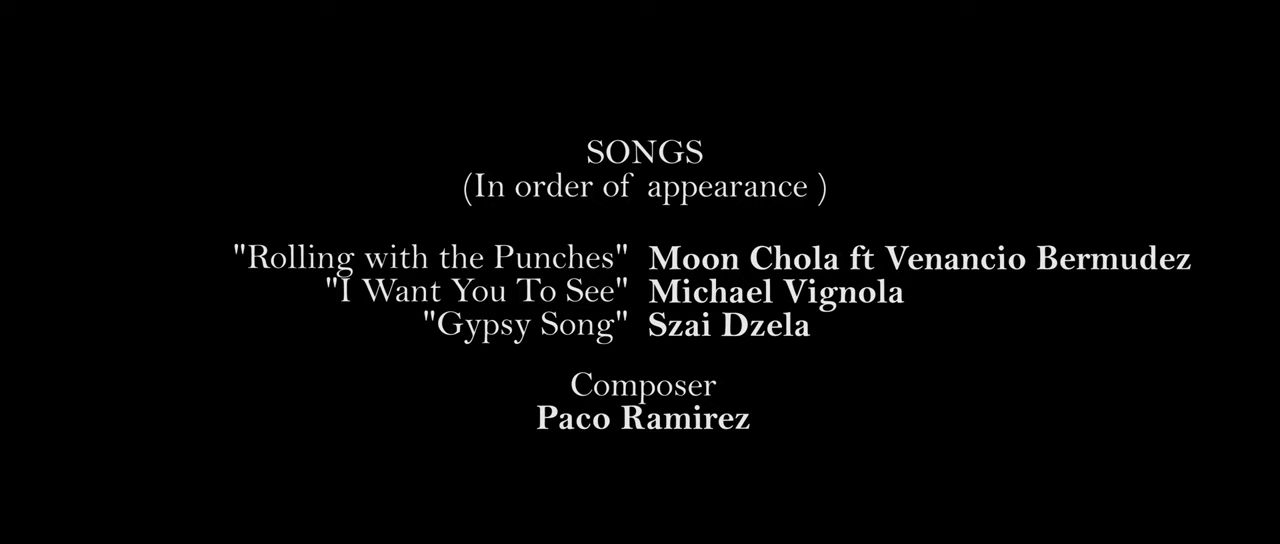 SONGS
(In order of appearance )
"Rolling with the Punches" Moon Chola ft Venancio Bermudez
"I Want You To See" Michael Vignola
"Gypsy Song" Szai Dzela
Composer
Paco Ramirez